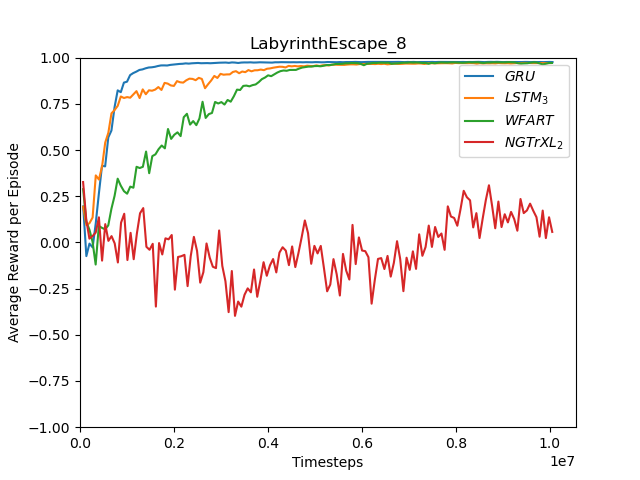 LabyrinthEscape_8
Average Reward per Episode
1.00
0.75
0.50
0.25
0.00
−0.25
−0.50
−0.75
−1.00
GRU
LSTM₃
WFART
NGTrXL₂
0.0 0.2 0.4 0.6 0.8 1.0
1e7
Timesteps